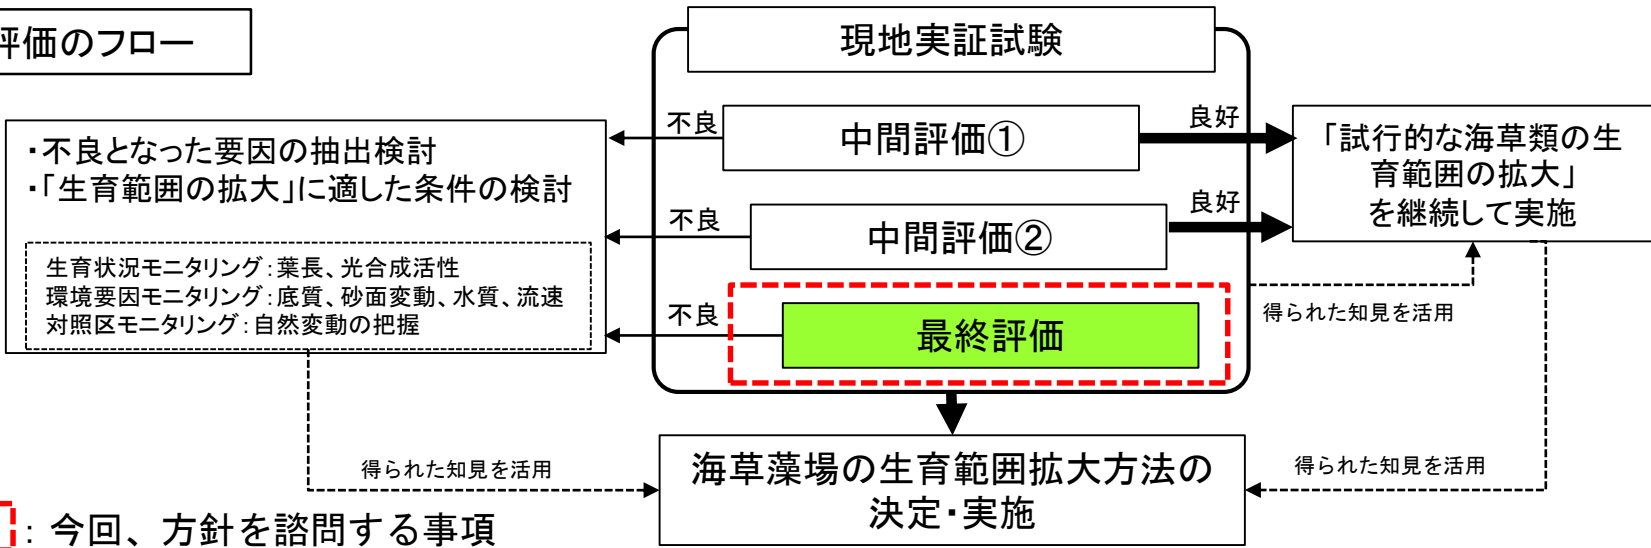 評価のフロー
現地実証試験
不良
中間評価①
良好
・不良となった要因の抽出検討
・「生育範囲の拡大」に適した条件の検討
「試行的な海草類の生
育範囲の拡大」
を継続して実施
不良
中間評価②
良好
生育状況モニタリング：葉長、光合成活性
環境要因モニタリング：底質、砂面変動、水質、流速
対照区モニタリング：自然変動の把握
不良
最終評価
得られた知見を活用
得られた知見を活用
海草藻場の生育範囲拡大方法の
決定・実施
得られた知見を活用
：今回、方針を諮問する事項